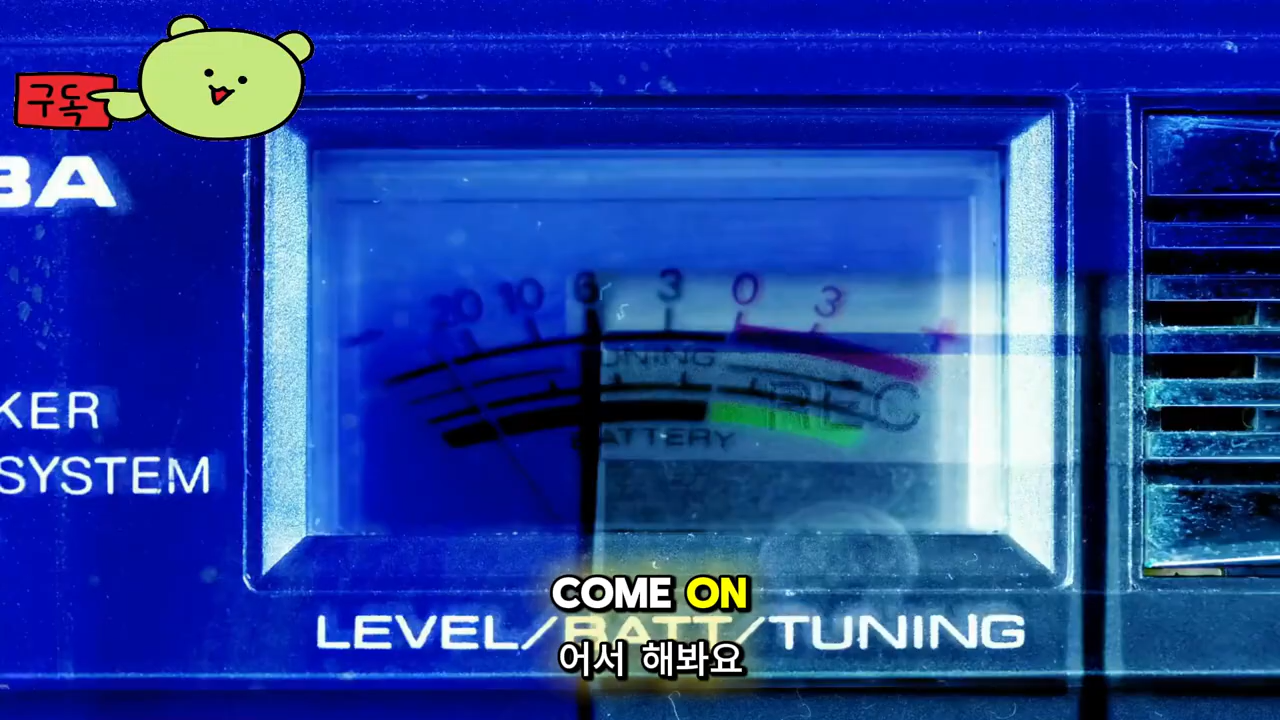 구독
BA
20 10 6 3 0 3
- +
TUNING
REC
BATTERY
KER
SYSTEM
COME ON
LEVEL/BATT/TUNING
어서 해봐요